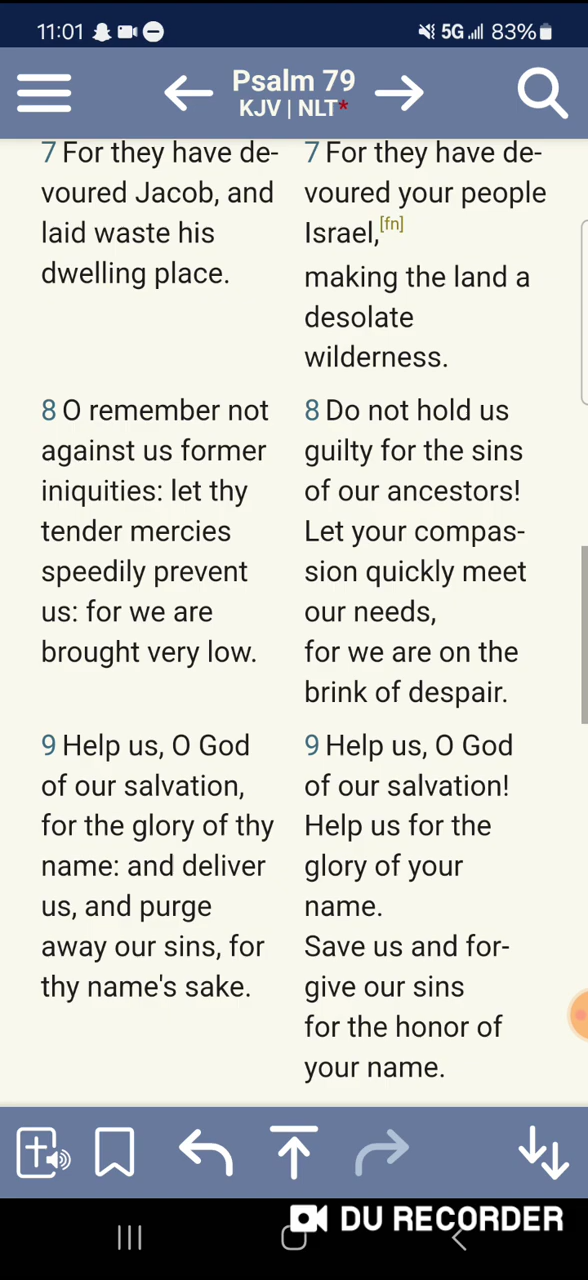 11:01
5G 83%
Psalm 79
KJV | NLT*
7 For they have de-
voured Jacob, and
laid waste his
dwelling place.
7 For they have de-
voured your people
Israel,[fn]
making the land a
desolate
wilderness.
8 O remember not
against us former
iniquities: let thy
tender mercies
speedily prevent
us: for we are
brought very low.
8 Do not hold us
guilty for the sins
of our ancestors!
Let your compas-
sion quickly meet
our needs,
for we are on the
brink of despair.
9 Help us, O God
of our salvation,
for the glory of thy
name: and deliver
us, and purge
away our sins, for
thy name's sake.
9 Help us, O God
of our salvation!
Help us for the
glory of your
name.
Save us and for-
give our sins
for the honor of
your name.
DU RECORDER